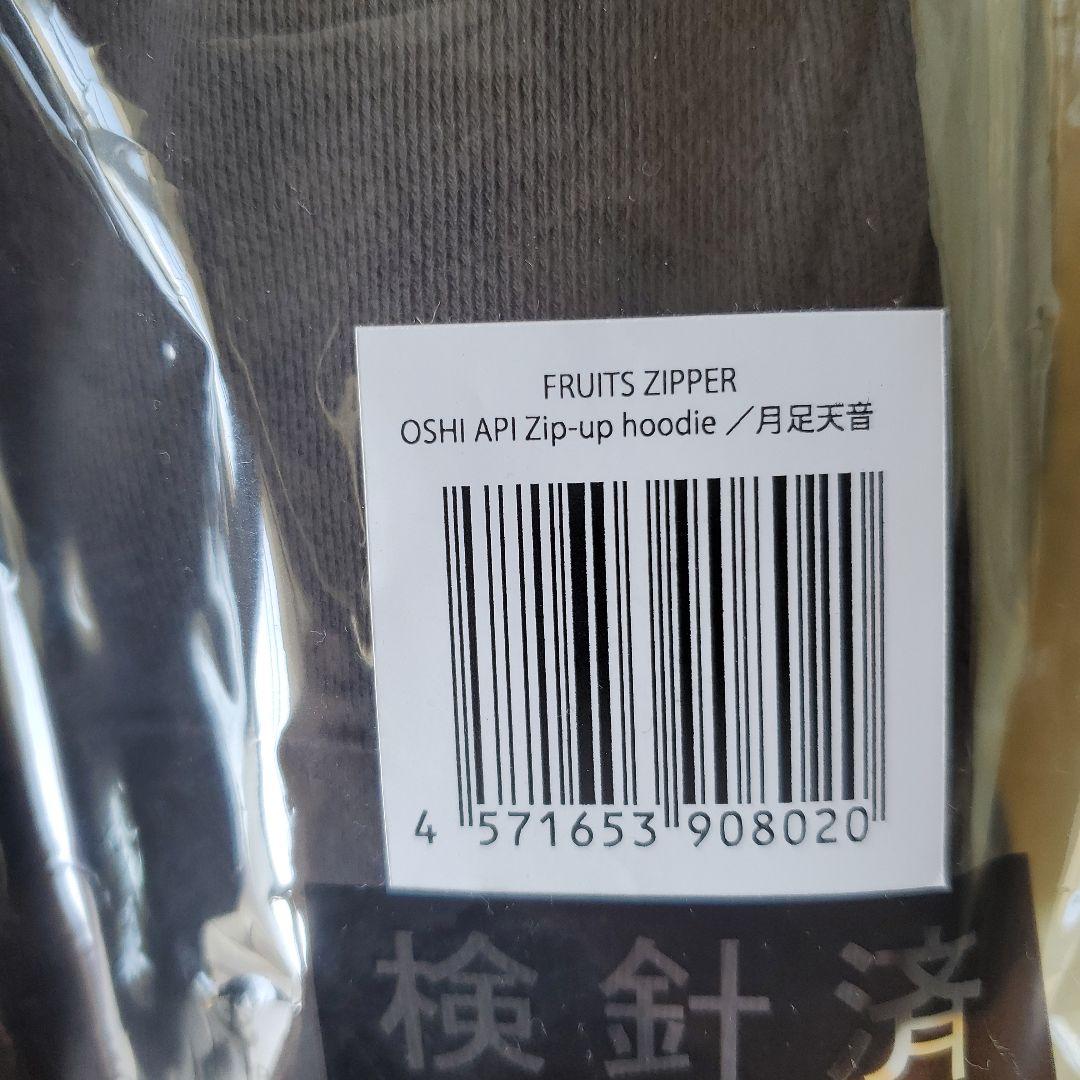 FRUITS ZIPPER
OSHI API Zip-up hoodie ／月足天音
4 571653 908020
検針済